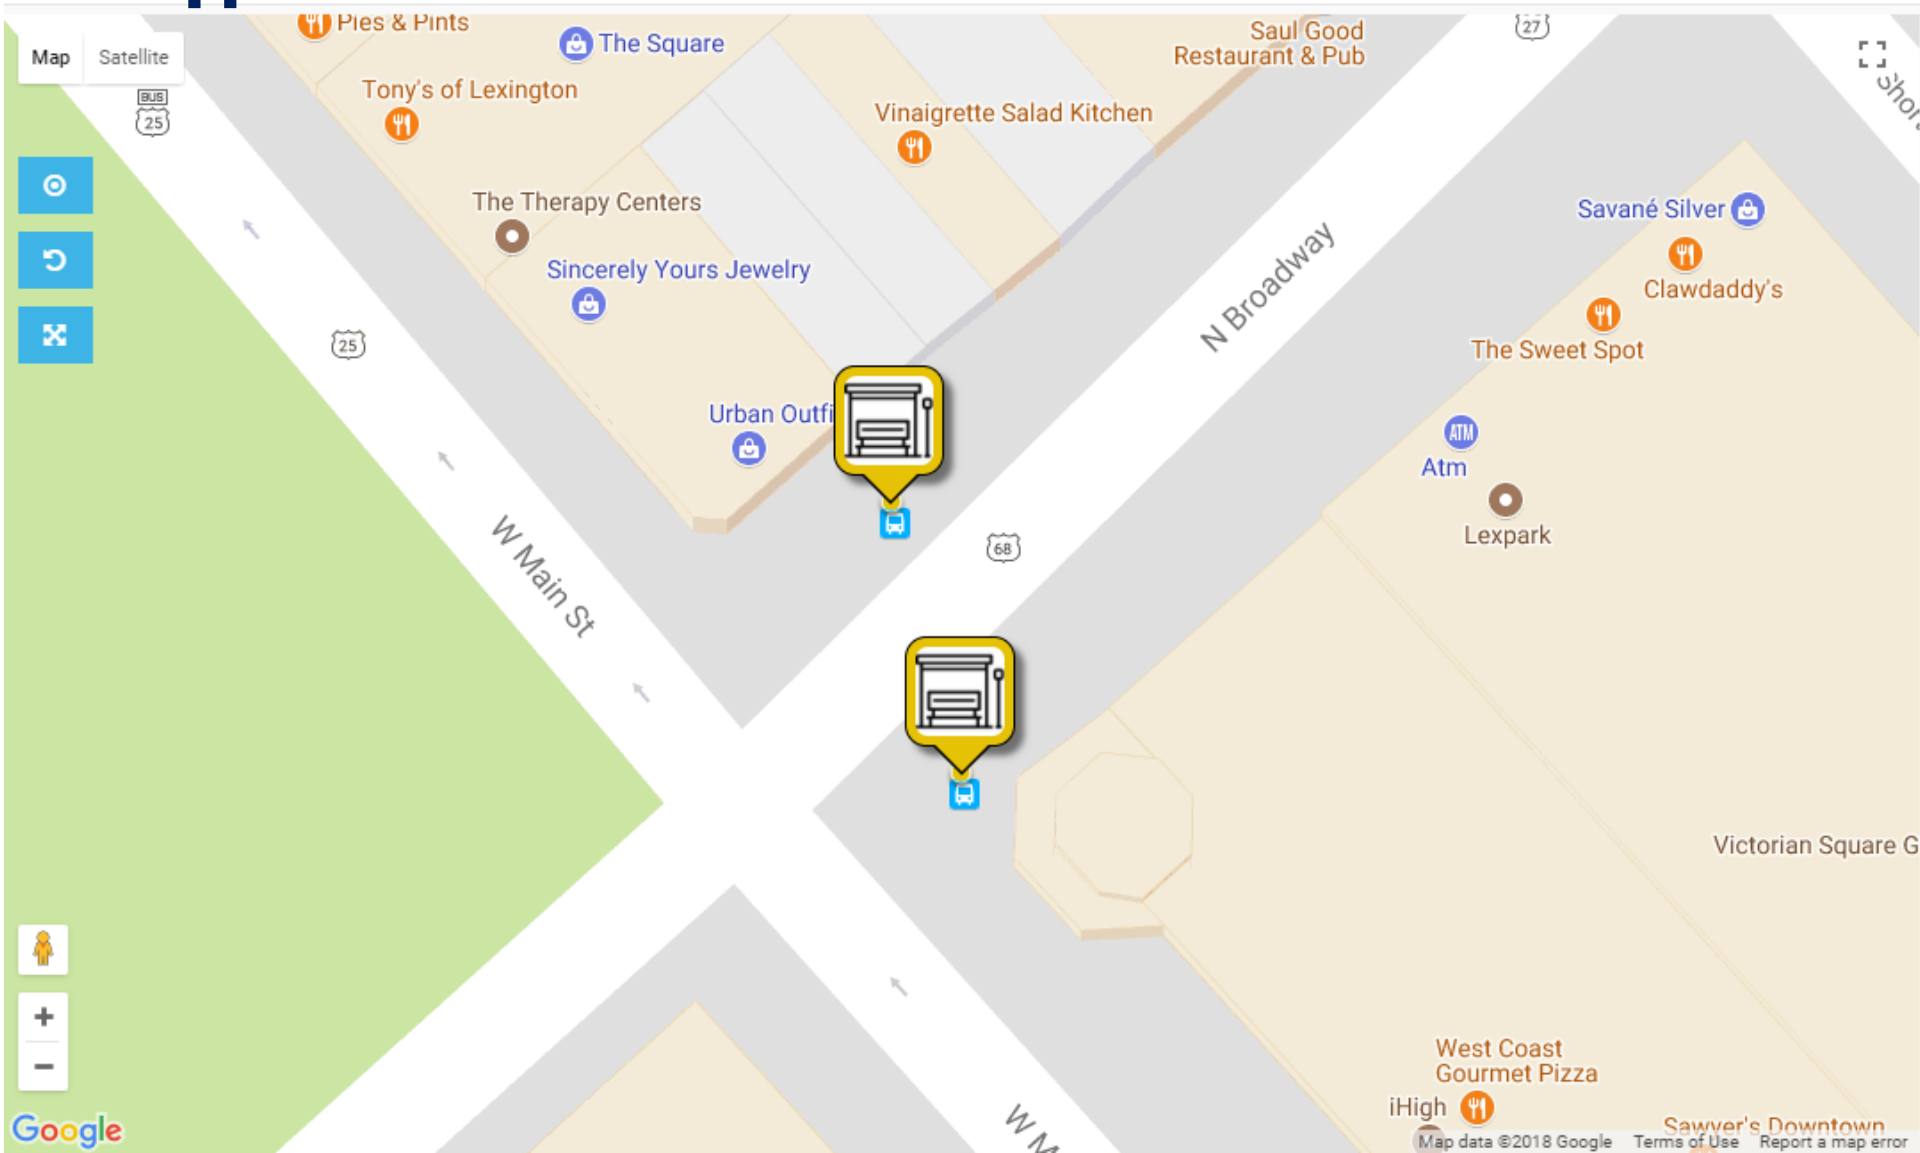 Pies & Pints
The Square
Saul Good
Restaurant & Pub
27
Map
Satellite
Tony's of Lexington
BUS
25
Vinaigrette Salad Kitchen
The Therapy Centers
Savané Silver
Sincerely Yours Jewelry
N Broadway
Clawdaddy's
25
The Sweet Spot
Urban Outfi
ATM
Atm
Lexpark
68
W Main St
Victorian Square G
+
−
West Coast
Gourmet Pizza
iHigh
W M
Sawyer's Downtown
Google
Map data ©2018 Google
Terms of Use
Report a map error